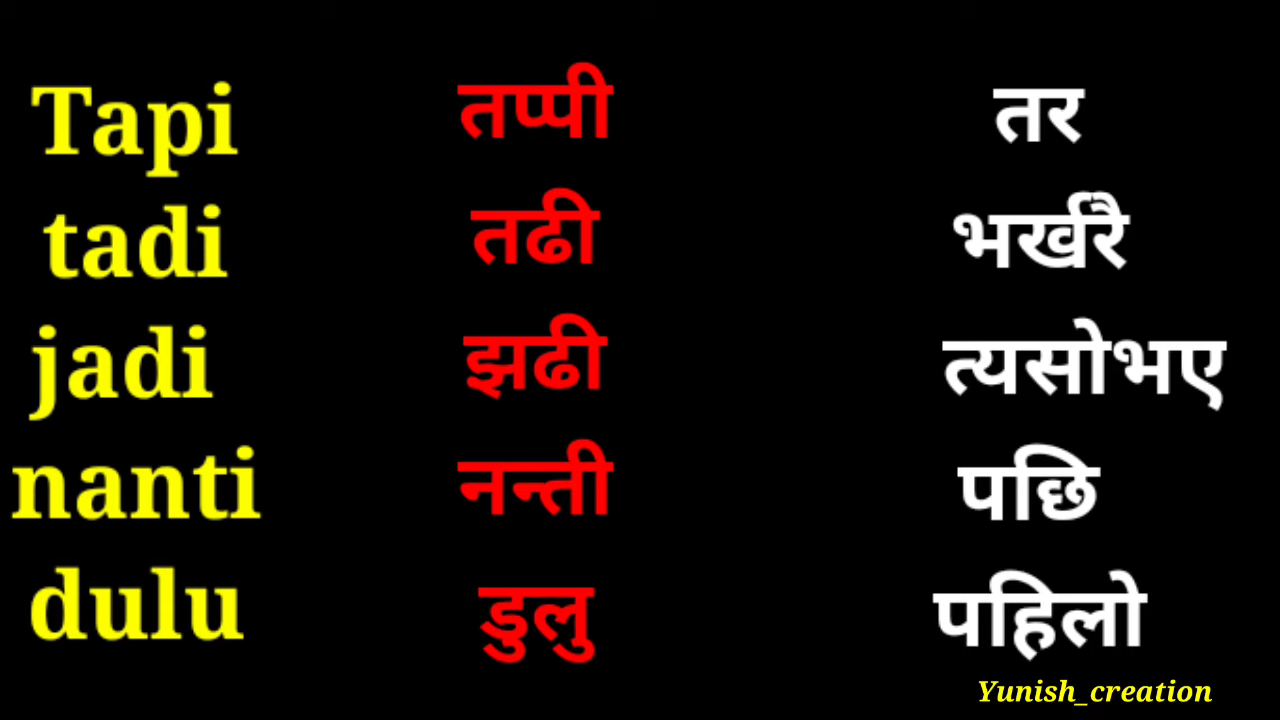 Tapi तप्पी तर
tadi तढी भर्खरै
jadi झढी त्यसोभए
nanti नन्ती पछि
dulu डुलु पहिलो
Yunish_creation